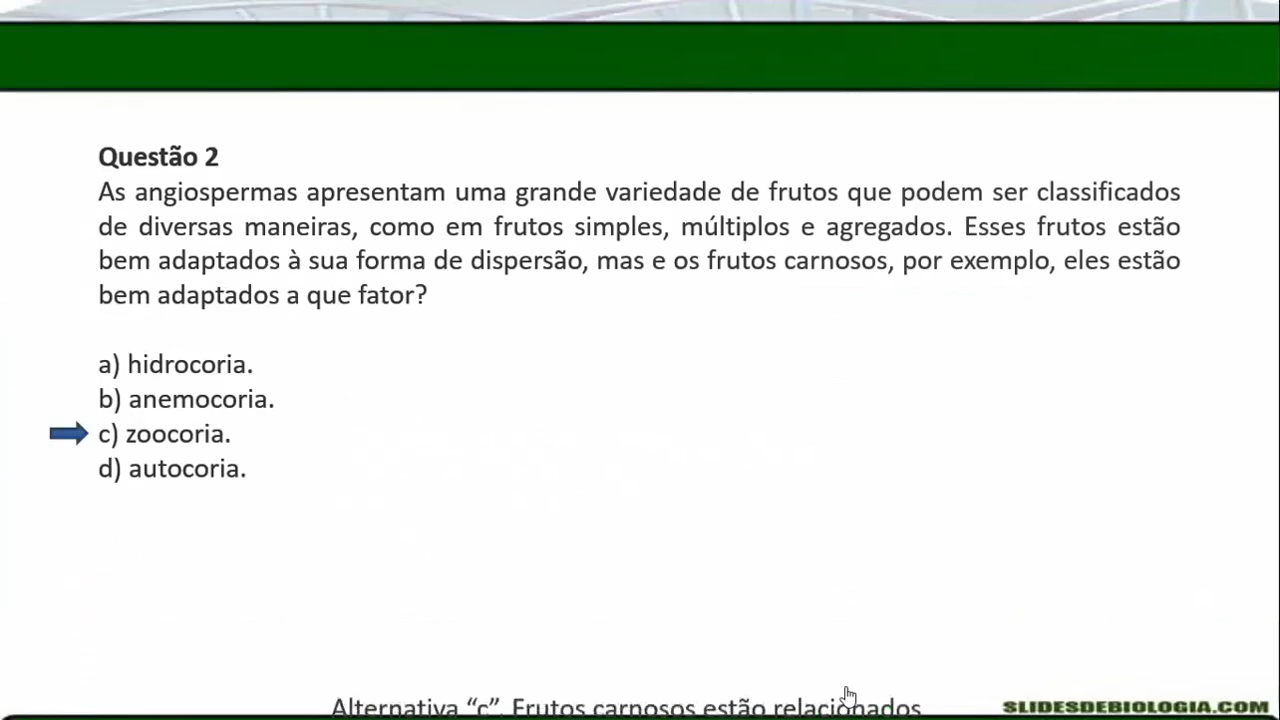 Questão 2
As angiospermas apresentam uma grande variedade de frutos que podem ser classificados
de diversas maneiras, como em frutos simples, múltiplos e agregados. Esses frutos estão
bem adaptados à sua forma de dispersão, mas e os frutos carnosos, por exemplo, eles estão
bem adaptados a que fator?
a) hidrocoria.
b) anemocoria.
c) zoocoria.
d) autocoria.
Alternativa “c”. Frutos carnosos estão relacionados
SLIDESDEBIOLOGIA.COM